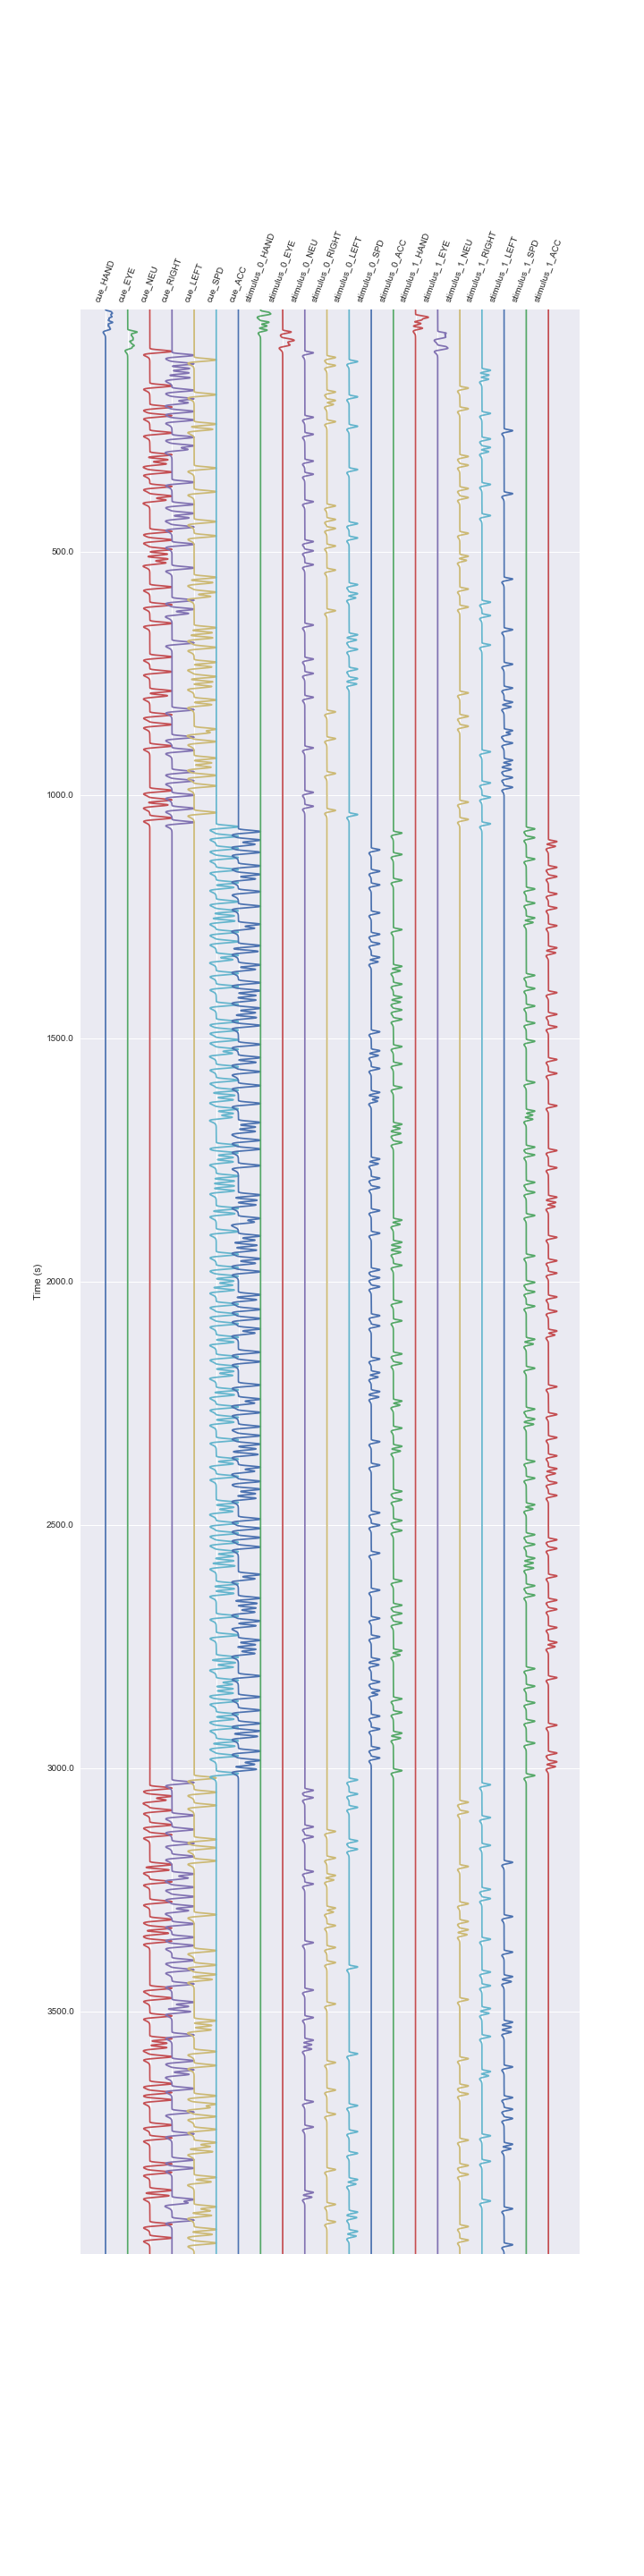 cue_HAND
cue_EYE
cue_NEU
cue_RIGHT
cue_LEFT
cue_SPD
cue_ACC
stimulus_0_HAND
stimulus_0_EYE
stimulus_0_NEU
stimulus_0_RIGHT
stimulus_0_LEFT
stimulus_0_SPD
stimulus_0_ACC
stimulus_1_HAND
stimulus_1_EYE
stimulus_1_NEU
stimulus_1_RIGHT
stimulus_1_LEFT
stimulus_1_SPD
stimulus_1_ACC
500.0
1000.0
1500.0
2000.0
Time (s)
2500.0
3000.0
3500.0